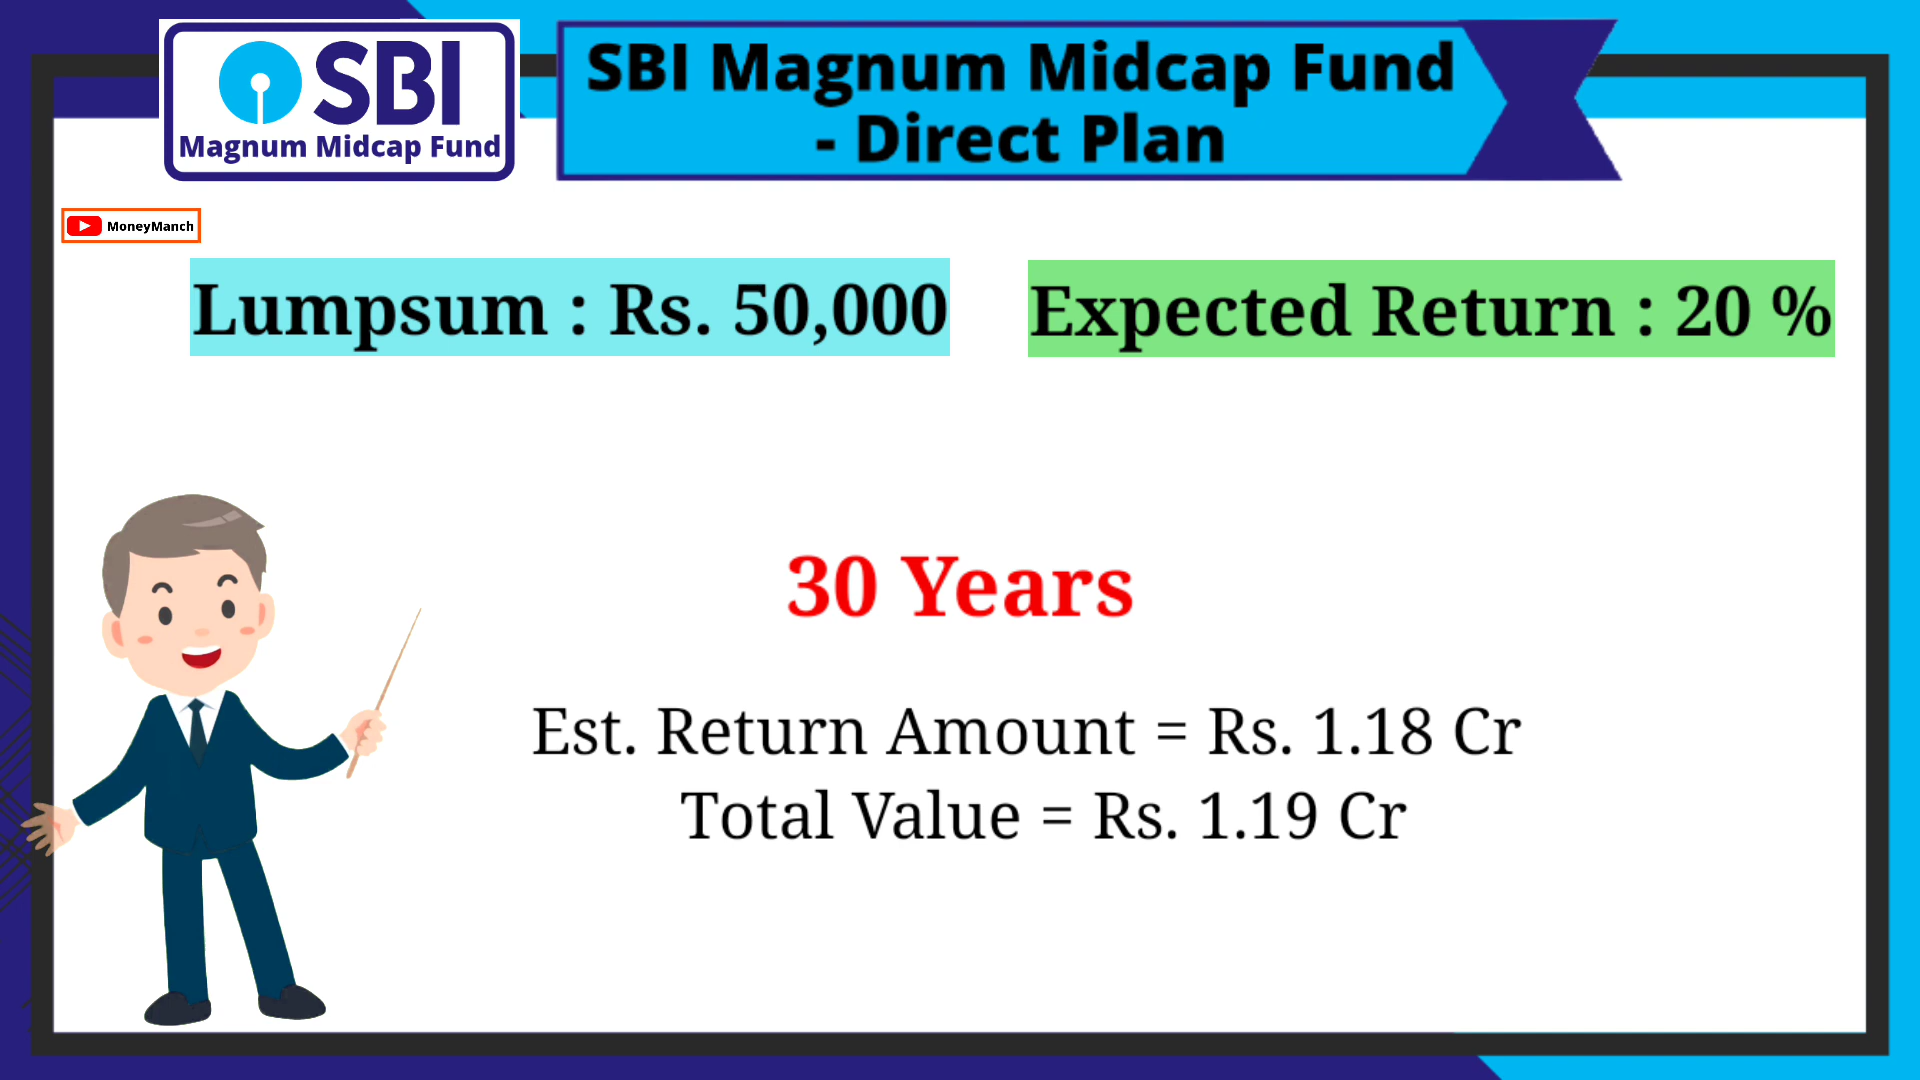 SBI
Magnum Midcap Fund
SBI Magnum Midcap Fund
- Direct Plan
MoneyManch
Lumpsum : Rs. 50,000
Expected Return : 20 %
30 Years
Est. Return Amount = Rs. 1.18 Cr
Total Value = Rs. 1.19 Cr